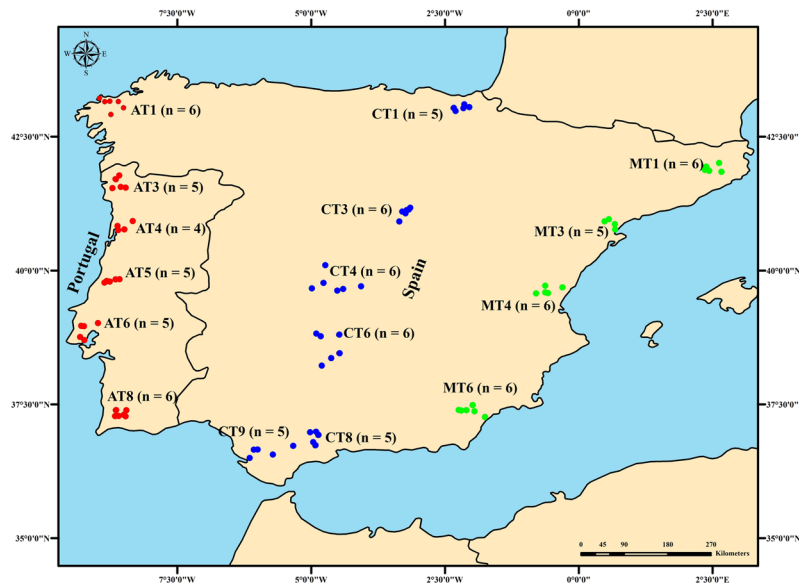 7°30'0"W 5°0'0"W 2°30'0"W 0°0'0" 2°30'0"E
N
W E
S
42°30'0"N 42°30'0"N
40°0'0"N 40°0'0"N
37°30'0"N 37°30'0"N
35°0'0"N 35°0'0"N
AT1 (n = 6)
CT1 (n = 5)
MT1 (n = 6)
AT3 (n = 5)
CT3 (n = 6)
AT4 (n = 4)
MT3 (n = 5)
Portugal
Spain
AT5 (n = 5)
CT4 (n = 6)
MT4 (n = 6)
AT6 (n = 5)
CT6 (n = 6)
MT6 (n = 6)
AT8 (n = 6)
CT9 (n = 5)
CT8 (n = 5)
0 45 90 180 270
Kilometers
7°30'0"W 5°0'0"W 2°30'0"W 0°0'0" 2°30'0"E